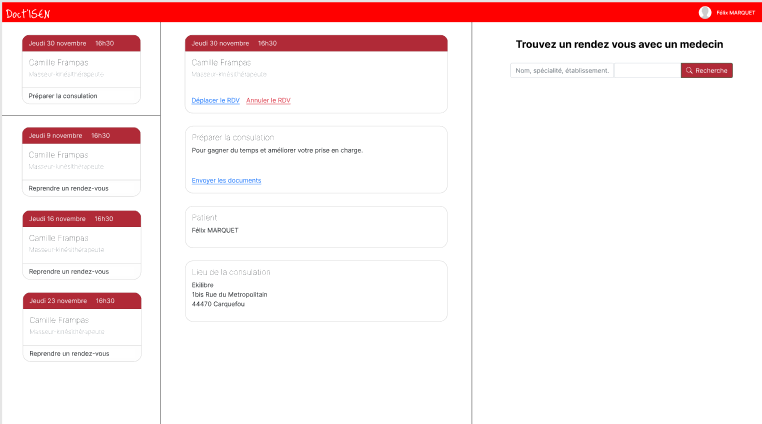 Doct'ISEN
Félix MARQUET
Jeudi 30 novembre 16h30
Camille Frampas
Masseur-kinésithérapeute
Préparer la consulation
Jeudi 9 novembre 16h30
Camille Frampas
Masseur-kinésithérapeute
Reprendre un rendez-vous
Jeudi 16 novembre 16h30
Camille Frampas
Masseur-kinésithérapeute
Reprendre un rendez-vous
Jeudi 23 novembre 16h30
Camille Frampas
Masseur-kinésithérapeute
Reprendre un rendez-vous
Jeudi 30 novembre 16h30
Camille Frampas
Masseur-kinésithérapeute
Déplacer le RDV Annuler le RDV
Préparer la consulation
Pour gagner du temps et améliorer votre prise en charge.
Envoyer les documents
Patient
Félix MARQUET
Lieu de la consulation
Ekilibre
1bis Rue du Metropolitain
44470 Carquefou
Trouvez un rendez vous avec un medecin
Nom, spécialité, établissement. Recherche